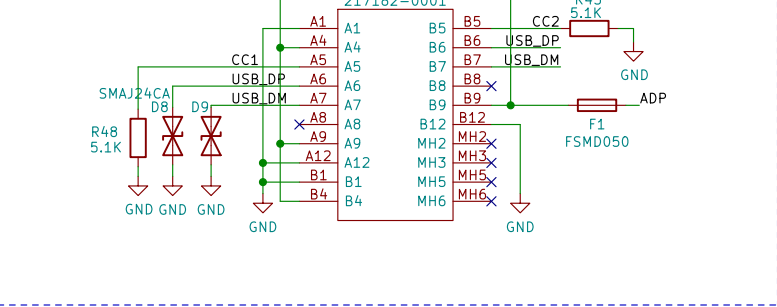 217182-0001
R45
5.1K
A1 A1 B5 B5 CC2
A4 A4 B6 B6 USB_DP
CC1 A5 A5 B7 B7 USB_DM
GND
USB_DP A6 A6 B8 B8
SMAJ24CA
D8 D9 USB_DM A7 A7 B9 B9 ADP
A8 A8 B12 B12 F1
R48
5.1K
A9 A9 MH2 MH2 FSMD050
A12 A12 MH3 MH3
B1 B1 MH5 MH5
B4 B4 MH6 MH6
GND GND GND
GND GND